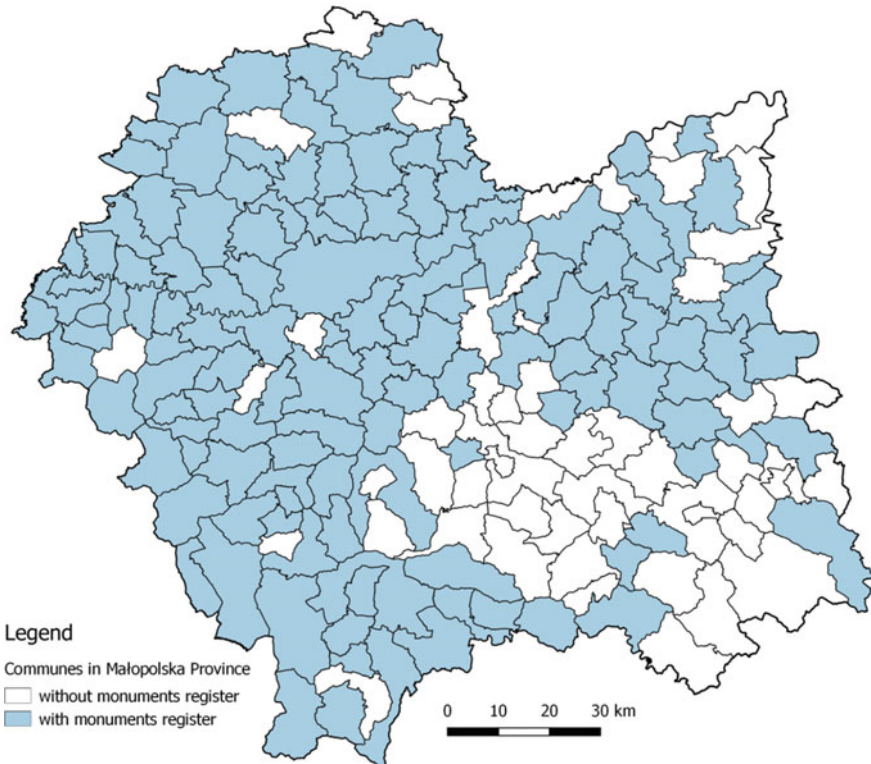 Legend
Communes in Małopolska Province
without monuments register
with monuments register
0 10 20 30 km